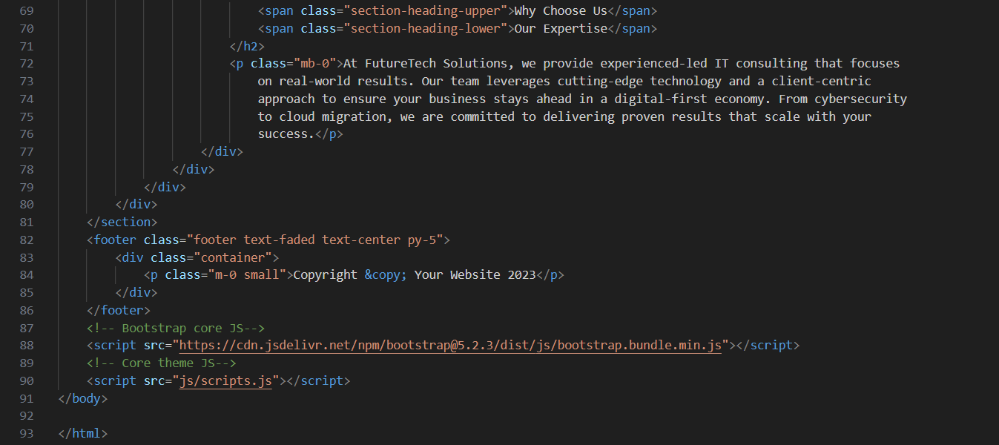 69 <span class="section-heading-upper">Why Choose Us</span>
70 <span class="section-heading-lower">Our Expertise</span>
71 </h2>
72 <p class="mb-0">At FutureTech Solutions, we provide experienced-led IT consulting that focuses
73 on real-world results. Our team leverages cutting-edge technology and a client-centric
74 approach to ensure your business stays ahead in a digital-first economy. From cybersecurity
75 to cloud migration, we are committed to delivering proven results that scale with your
76 success.</p>
77 </div>
78 </div>
79 </div>
80 </div>
81 </section>
82 <footer class="footer text-faded text-center py-5">
83 <div class="container">
84 <p class="m-0 small">Copyright &copy; Your Website 2023</p>
85 </div>
86 </footer>
87 <!-- Bootstrap core JS-->
88 <script src="https://cdn.jsdelivr.net/npm/bootstrap@5.2.3/dist/js/bootstrap.bundle.min.js"></script>
89 <!-- Core theme JS-->
90 <script src="js/scripts.js"></script>
91 </body>
92
93 </html>